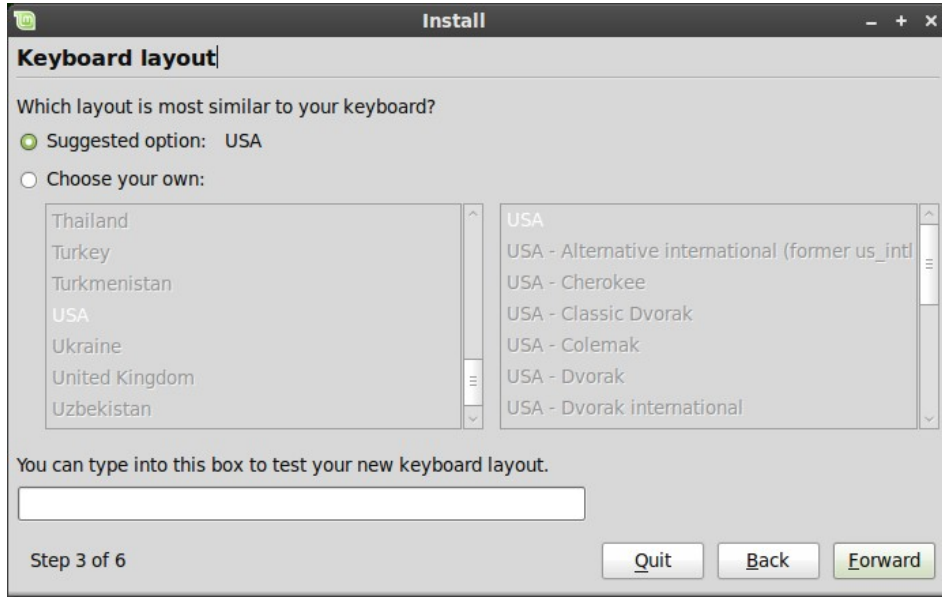 Install
Keyboard layout
Which layout is most similar to your keyboard?
Suggested option: USA
Choose your own:
Thailand
Turkey
Turkmenistan
USA
Ukraine
United Kingdom
Uzbekistan
USA
USA - Alternative international (former us_intl
USA - Cherokee
USA - Classic Dvorak
USA - Colemak
USA - Dvorak
USA - Dvorak international
You can type into this box to test your new keyboard layout.
Step 3 of 6
Quit
Back
Forward